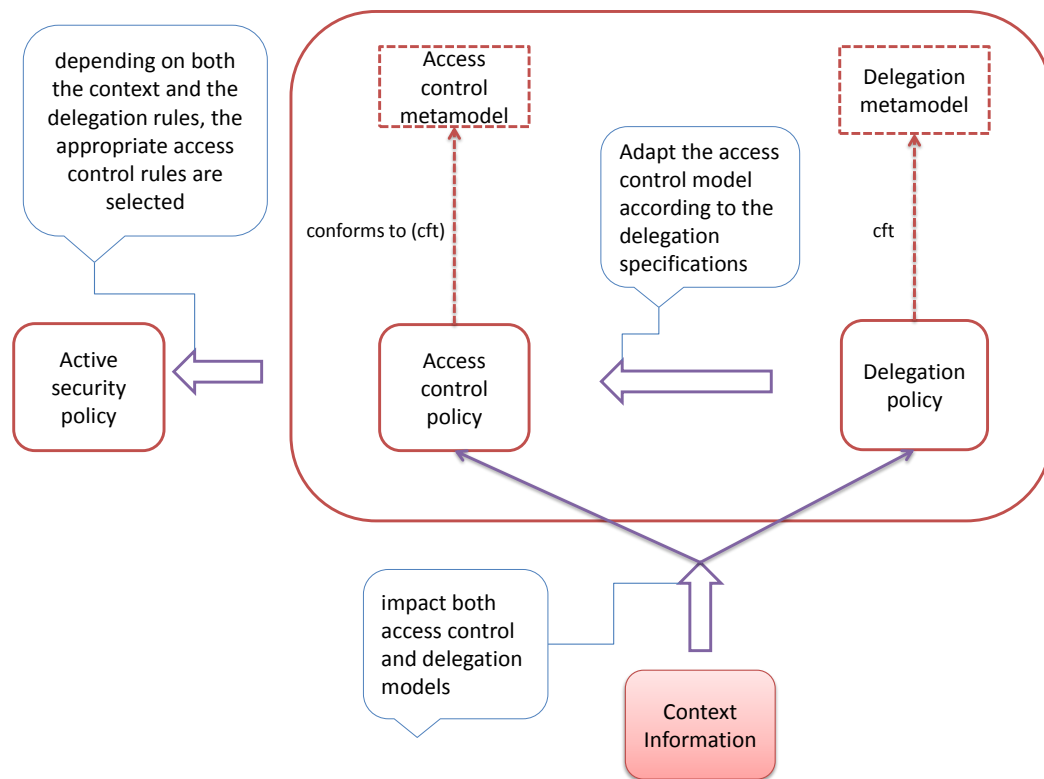 depending on both
the context and the
delegation rules, the
appropriate access
control rules are
selected
Access
control
metamodel
Delegation
metamodel
Adapt the access
control model
according to the
delegation
specifications
conforms to (cft)
cft
Active
security
policy
Access
control
policy
Delegation
policy
impact both
access control
and delegation
models
Context
Information